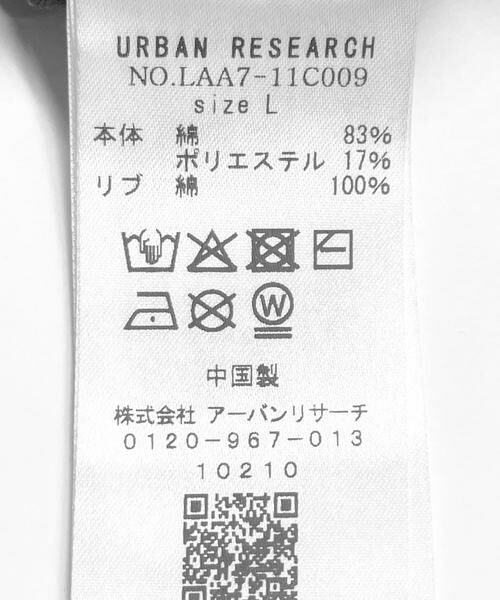 URBAN RESEARCH
NO.LAA7-11C009
size L
本体 綿 83%
ポリエステル 17%
リブ 綿 100%
W
中国製
株式会社 アーバンリサーチ
0120-967-013
10210